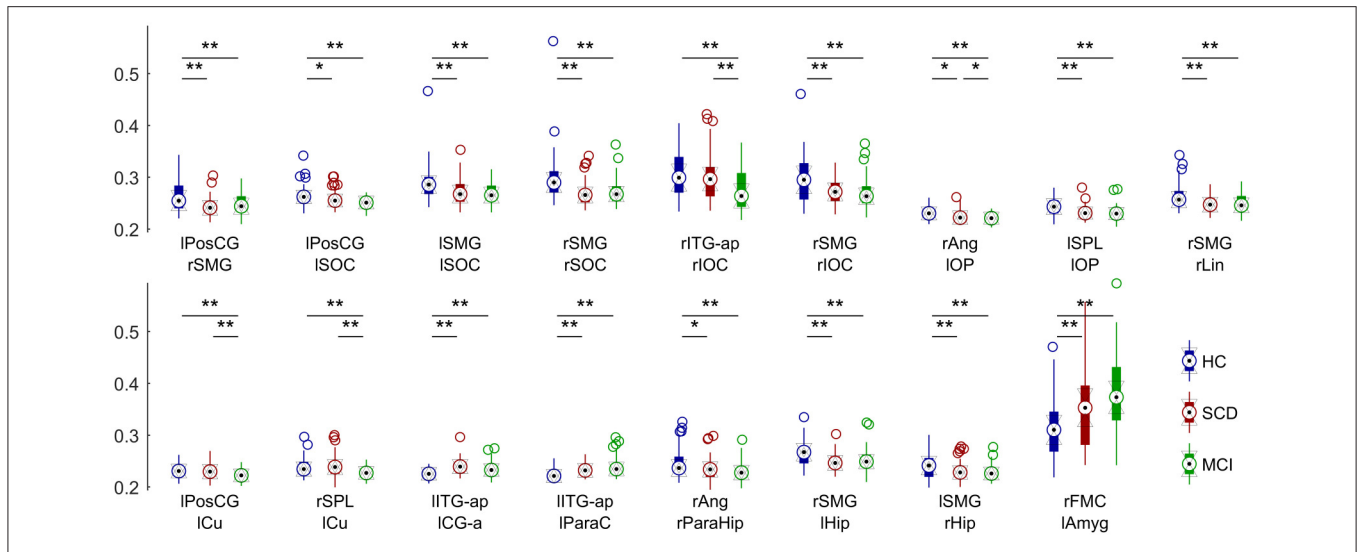 ** ** ** ** ** ** ** ** **
0.5
** * ** ** ** ** * * ** **
0.4
0.3
0.2
lPosCG lPosCG lSMG rSMG rITG-ap rSMG rAng lSPL rSMG
rSMG lSOC lSOC rSOC rIOC rIOC lOP lOP rLin
** ** ** ** ** ** ** **
0.5
** ** ** ** * ** ** **
HC
0.4
SCD
0.3
MCI
0.2
lPosCG rSPL lITG-ap lITG-ap rAng rSMG lSMG rFMC
lCu lCu lCG-a lParaC rParaHip lHip rHip lAmyg